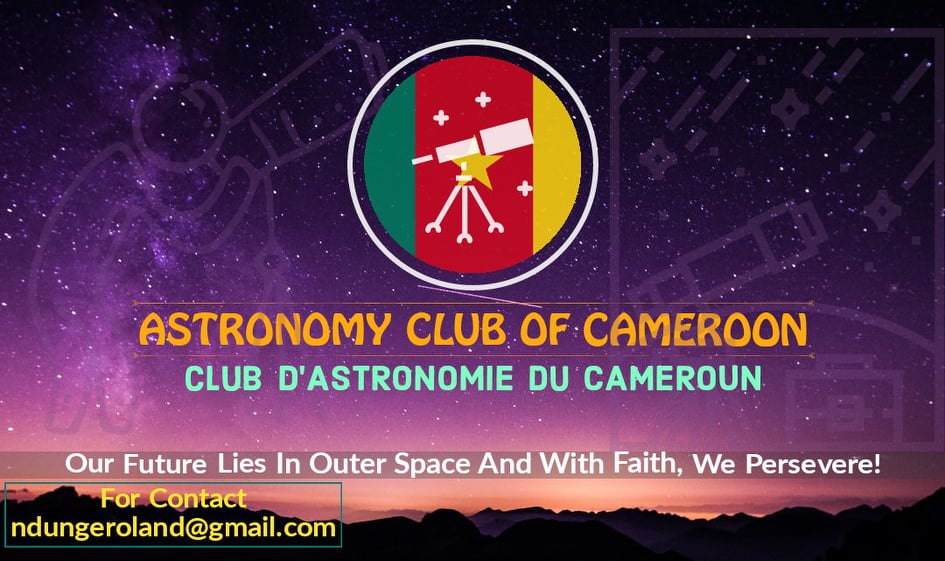 ASTRONOMY CLUB OF CAMEROON
CLUB D'ASTRONOMIE DU CAMEROUN
Our Future Lies In Outer Space And With Faith, We Persevere!
For Contact
ndungeroland@gmail.com